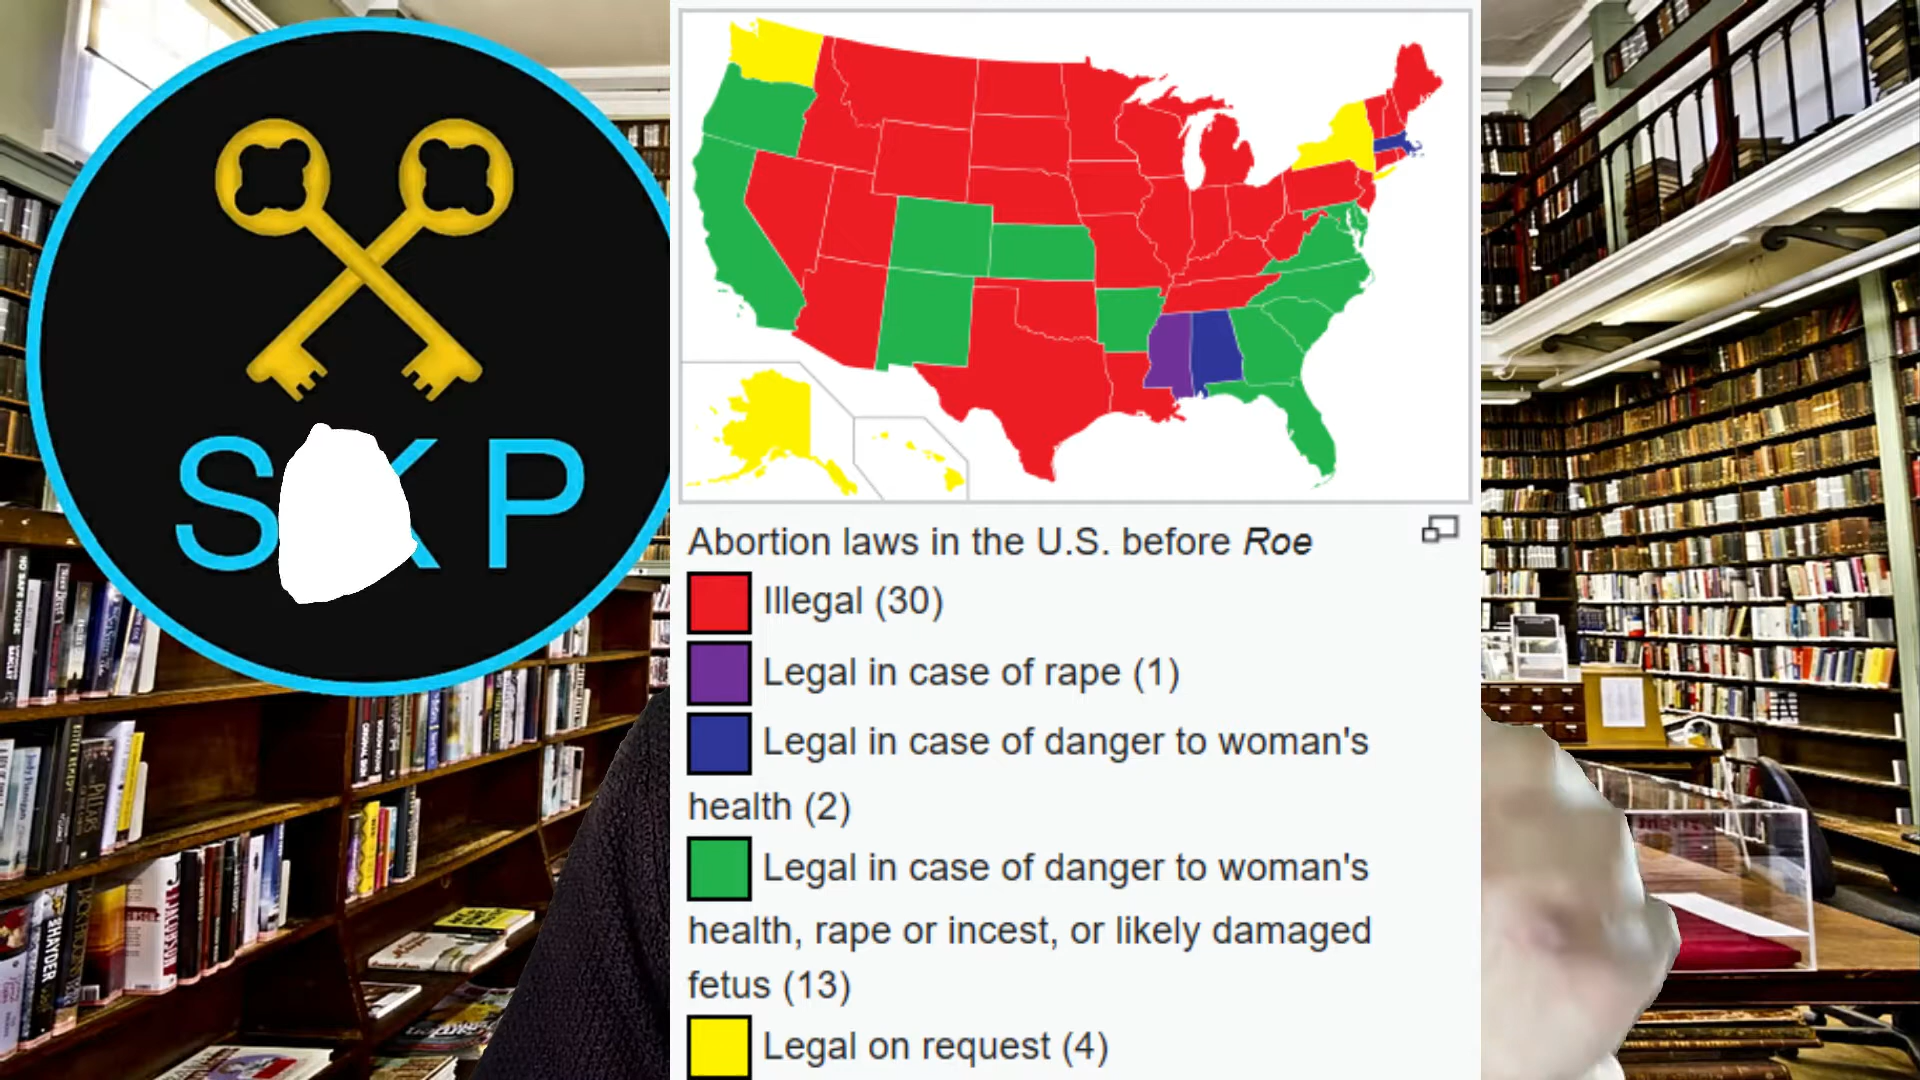 S K P
Abortion laws in the U.S. before Roe
Illegal (30)
Legal in case of rape (1)
Legal in case of danger to woman's
health (2)
Legal in case of danger to woman's
health, rape or incest, or likely damaged
fetus (13)
Legal on request (4)